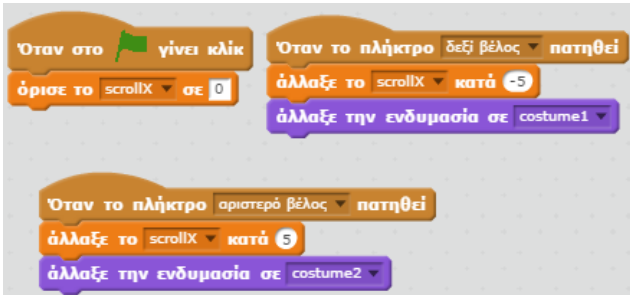 Όταν στο γίνει κλίκ
όρισε το scrollX σε 0
Όταν το πλήκτρο δεξί βέλος πατηθεί
άλλαξε το scrollX κατά -5
άλλαξε την ενδυμασία σε costume1
Όταν το πλήκτρο αριστερό βέλος πατηθεί
άλλαξε το scrollX κατά 5
άλλαξε την ενδυμασία σε costume2